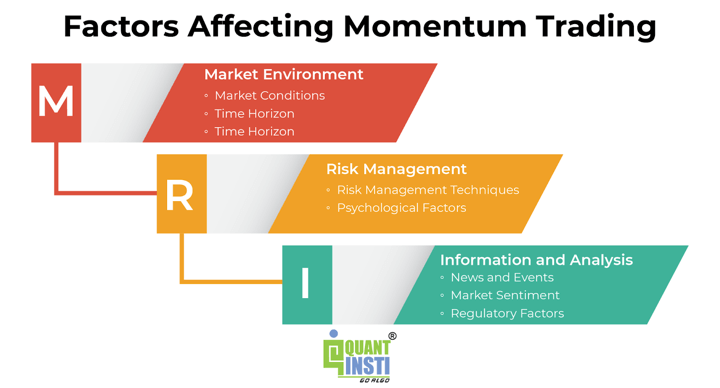 Factors Affecting Momentum Trading
M
Market Environment
◦ Market Conditions
◦ Time Horizon
◦ Time Horizon
R
Risk Management
◦ Risk Management Techniques
◦ Psychological Factors
I
Information and Analysis
◦ News and Events
◦ Market Sentiment
◦ Regulatory Factors
QUANT®
INSTI
GO ALGO